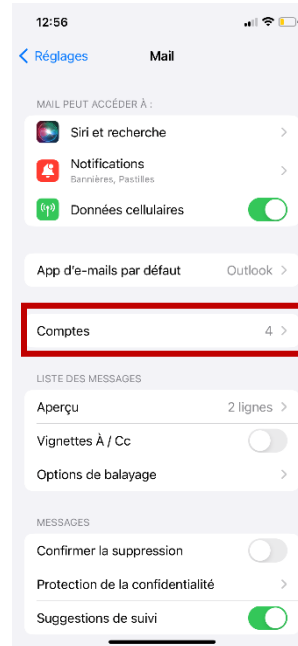 12:56
Réglages
Mail
MAIL PEUT ACCÉDER À :
Siri et recherche
Notifications
Bannières, Pastilles
Données cellulaires
App d'e-mails par défaut Outlook
Comptes 4
LISTE DES MESSAGES
Aperçu 2 lignes
Vignettes À / Cc
Options de balayage
MESSAGES
Confirmer la suppression
Protection de la confidentialité
Suggestions de suivi